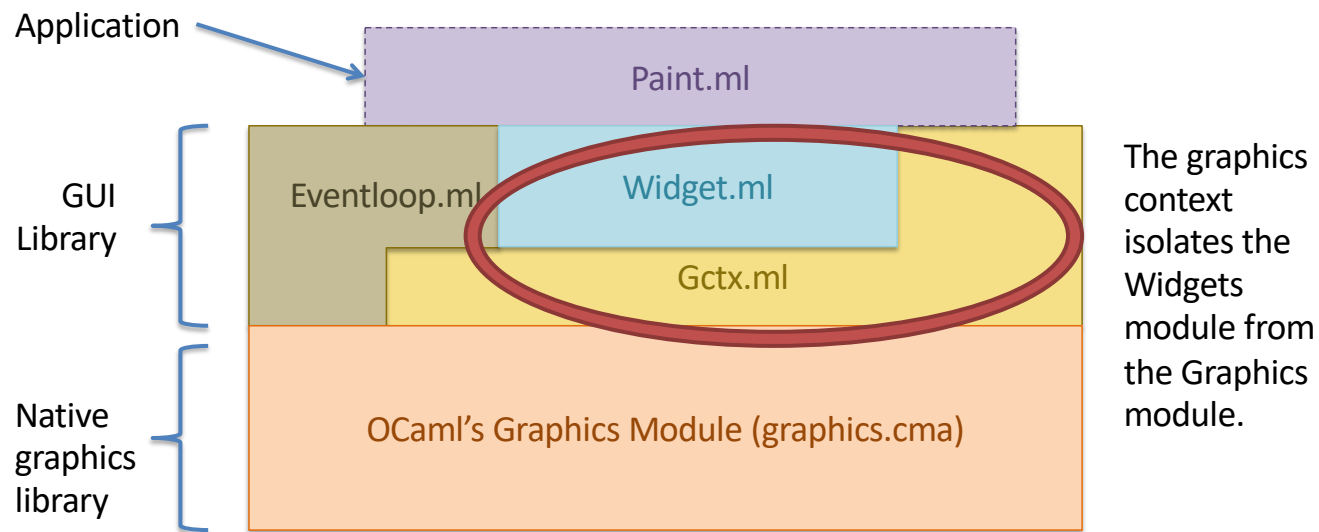 Application
Paint.ml
GUI
Library
Eventloop.ml
Widget.ml
Gctx.ml
The graphics
context
isolates the
Widgets
module from
the Graphics
module.
Native
graphics
library
OCaml’s Graphics Module (graphics.cma)